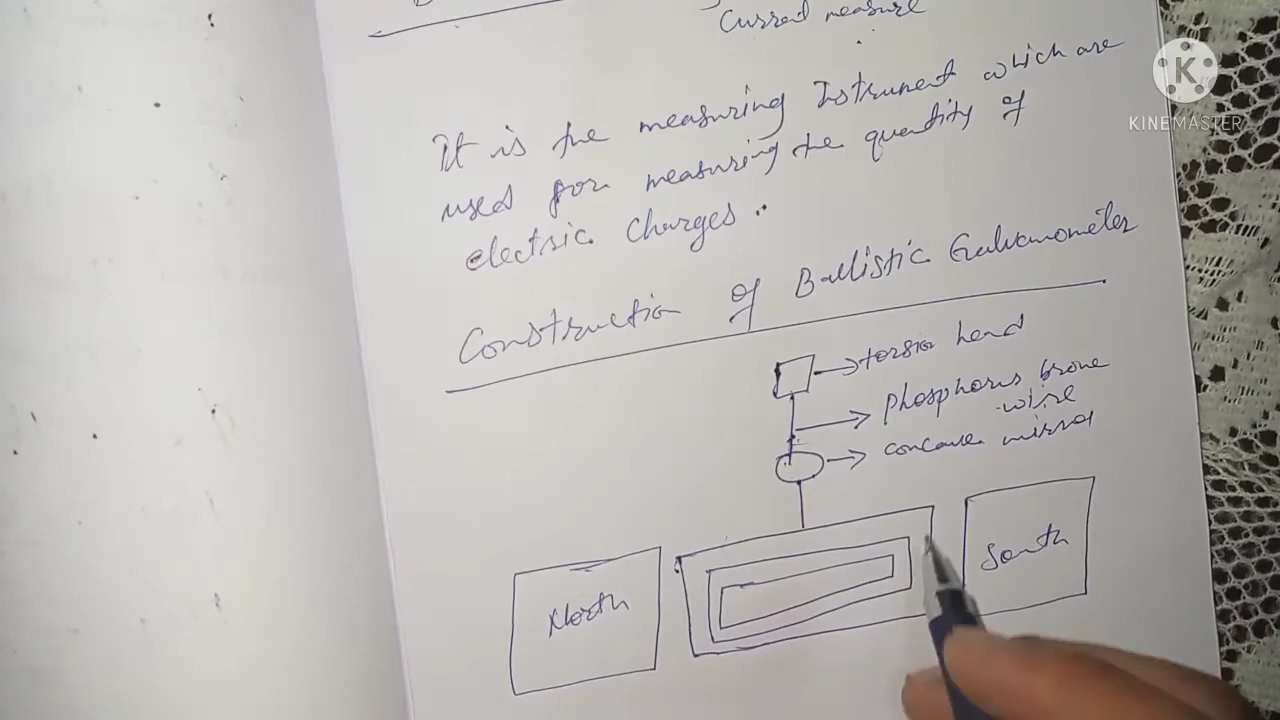 Current measure
It is the measuring Instrument which are
used for measuring the quantity of
electric charges.
Construction of Ballistic Galvanometer
torsion head
phosphorus bronе
wire
concave mirror
North
South
K
KINEMASTER